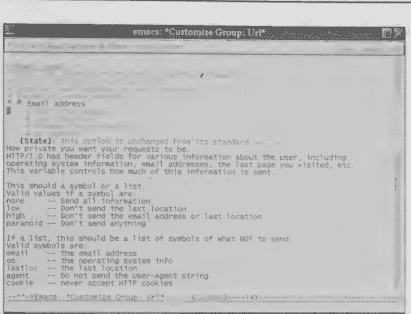 emacs: *Customize Group: Url*
* Email address
[State]: this option is unchanged from its standard
How private you want your requests to be.
HTTP/1.0 has header fields for various information about the user, including
operating system information, email addresses, the last page you visited, etc.
This variable controls how much of this information is sent.
This should a symbol or a list.
Valid values if a symbol are:
none -- Send all information
low -- Don't send the last location
high -- Don't send the email address or location
paranoid -- Don't send anything
If a list, this should be a list of symbols of what NOT to send.
Valid symbols are:
email -- the email address
os -- the operating system info
lastloc -- the last location
agent -- Do not send the User-Agent string
cookie -- never accept HTTP cookies
--**-XEmacs: *Customize Group: Url* (Custom)----14%